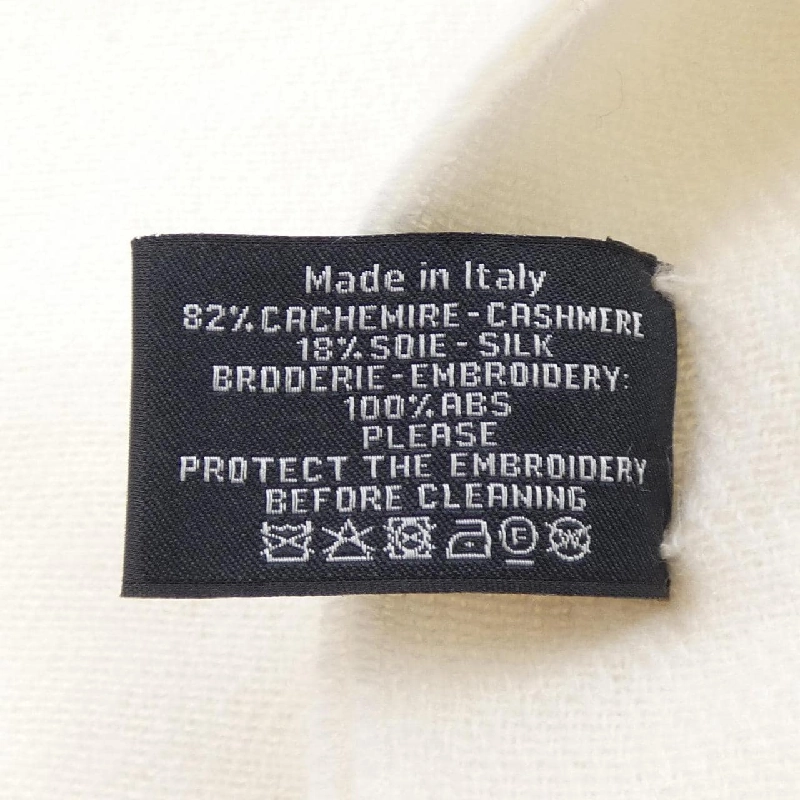 Made in Italy
82% CACHEMIRE - CASHMERE
18% SOIE - SILK
BRODERIE - EMBROIDERY:
100% ABS
PLEASE
PROTECT THE EMBROIDERY
BEFORE CLEANING
F W